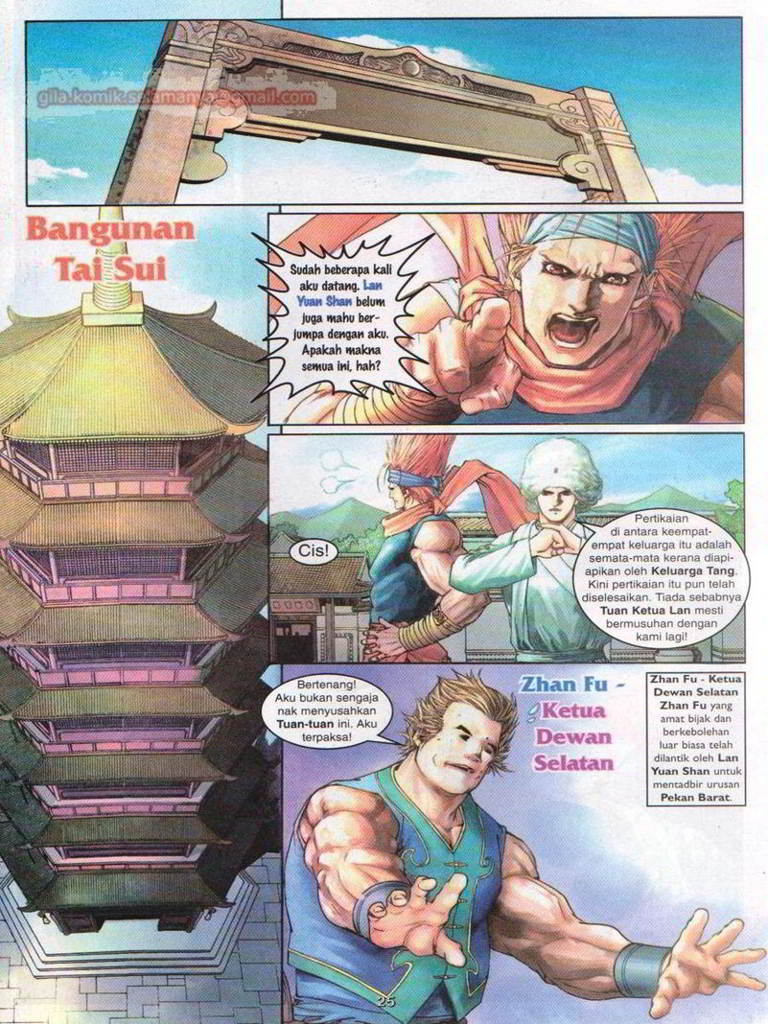 Bangunan
Tai Sui
Sudah beberapa kali
aku datang. Lan
Yuan Shan belum
juga mahu ber-
jumpa dengan aku.
Apakah makna
semua ini, hah?
Cis!
Pertikaian
di antara keempat-
empat keluarga itu adalah
semata-mata kerana diapi-
apikan oleh Keluarga Tang.
Kini pertikaian itu pun telah
diselesaikan. Tiada sebabnya
Tuan Ketua Lan mesti
bermusuhan dengan
kami lagi!
Bertenang!
Aku bukan sengaja
nak menyusahkan
Tuan-tuan ini. Aku
terpaksa!
Zhan Fu -
Ketua
Dewan
Selatan
Zhan Fu - Ketua
Dewan Selatan
Zhan Fu yang
amat bijak dan
berkebolehan
luar biasa telah
dilantik oleh Lan
Yuan Shan untuk
mentadbir urusan
Pekan Barat.
25